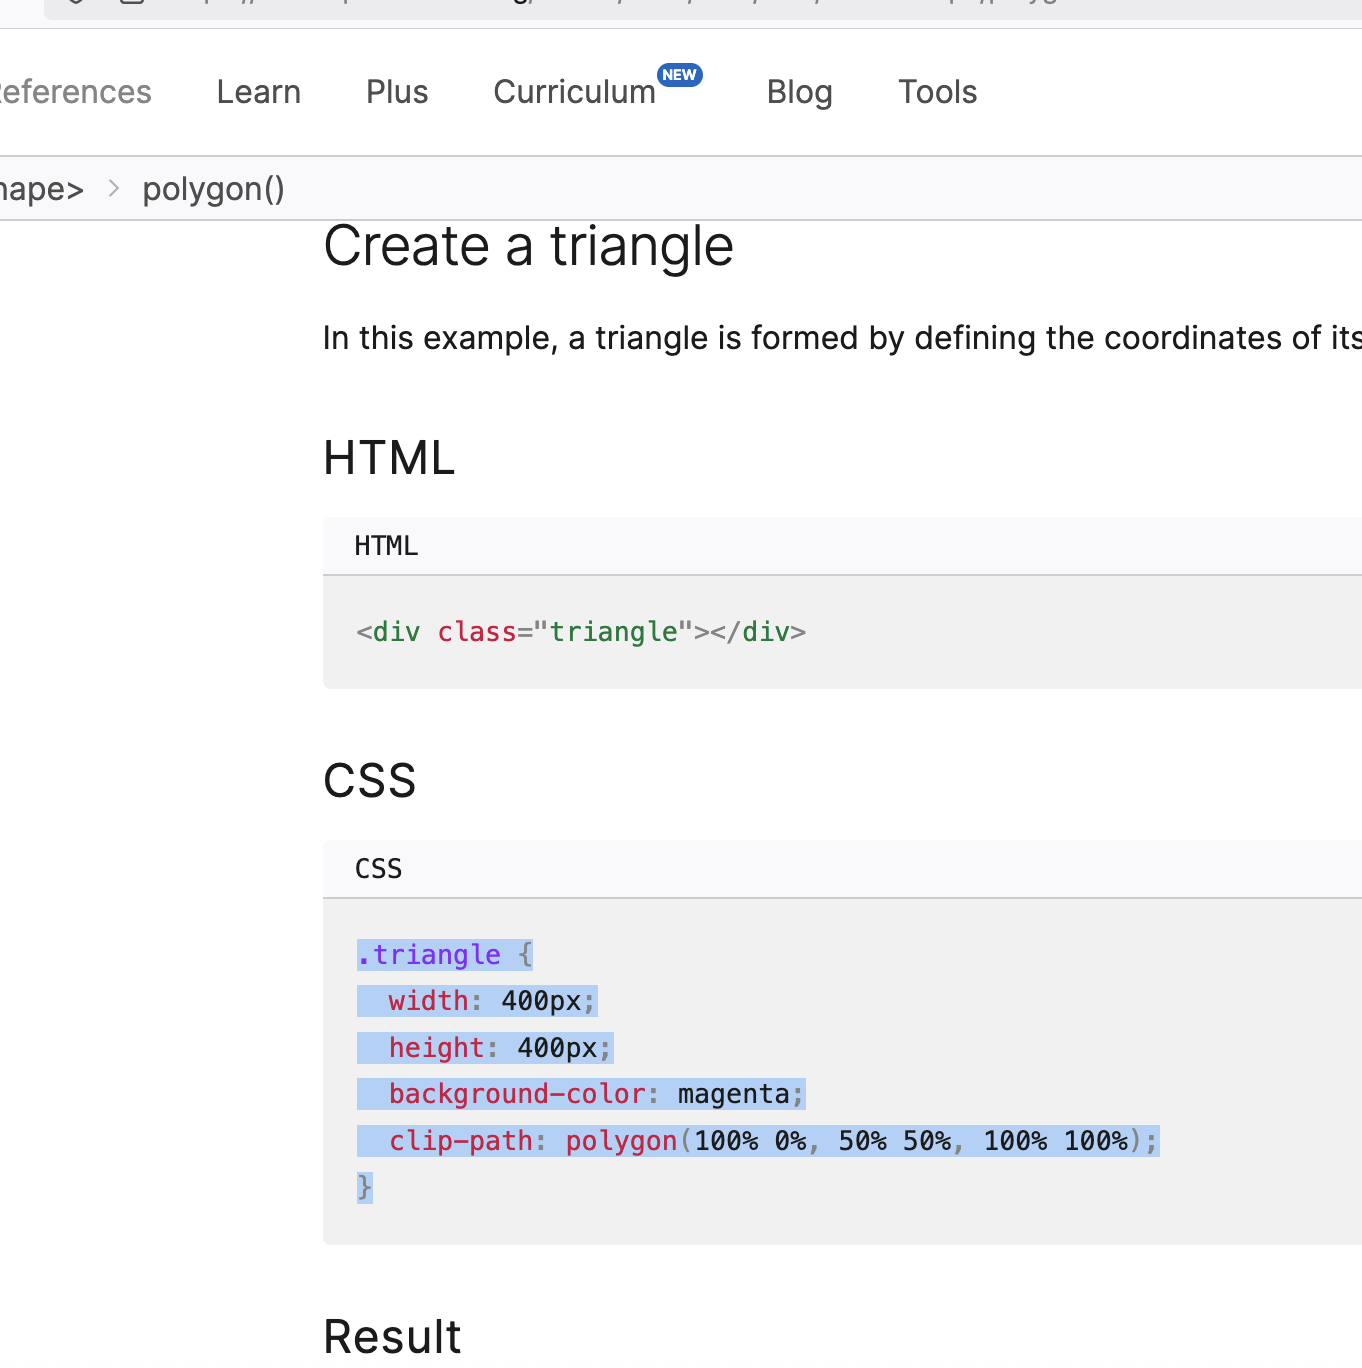 References Learn Plus Curriculum NEW Blog Tools
hape> polygon()
Create a triangle
In this example, a triangle is formed by defining the coordinates of its
HTML
HTML
<div class="triangle"></div>
CSS
CSS
.triangle {
  width: 400px;
  height: 400px;
  background-color: magenta;
  clip-path: polygon(100% 0%, 50% 50%, 100% 100%);
}
Result